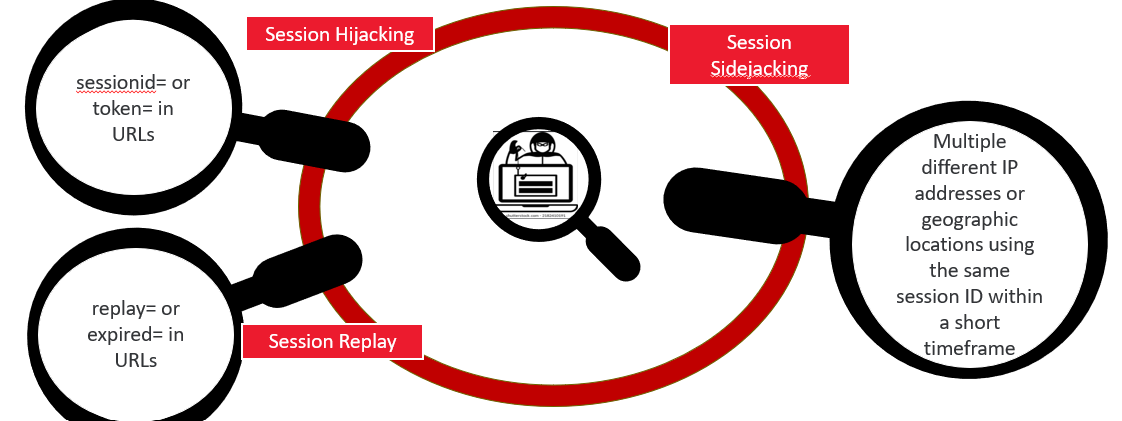 Session Hijacking
Session
Sidejacking
sessionid= or
token= in
URLs
Multiple
different IP
addresses or
geographic
locations using
the same
session ID within
a short
timeframe
replay= or
expired= in
URLs
Session Replay